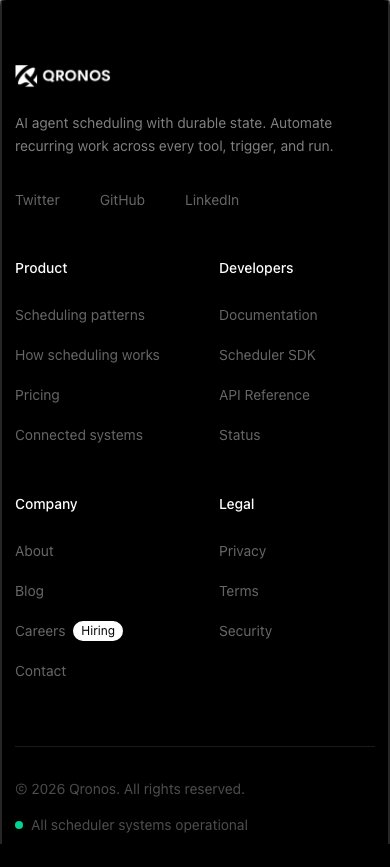 QRONOS
AI agent scheduling with durable state. Automate
recurring work across every tool, trigger, and run.
Twitter GitHub LinkedIn
Product
Scheduling patterns
How scheduling works
Pricing
Connected systems
Developers
Documentation
Scheduler SDK
API Reference
Status
Company
About
Blog
Careers Hiring
Contact
Legal
Privacy
Terms
Security
© 2026 Qronos. All rights reserved.
All scheduler systems operational